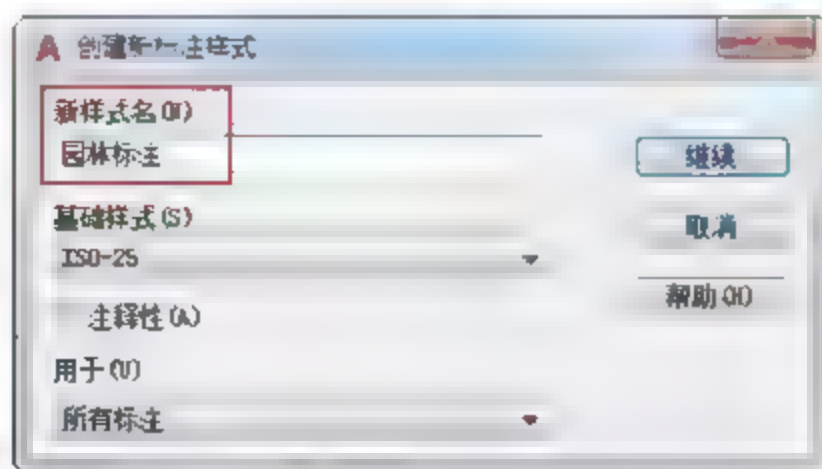 创建新标注样式
新样式名(N)
园林标注
继续
基础样式(S)
取消
ISO-25
帮助(H)
注释性(A)
用于(U)
所有标注